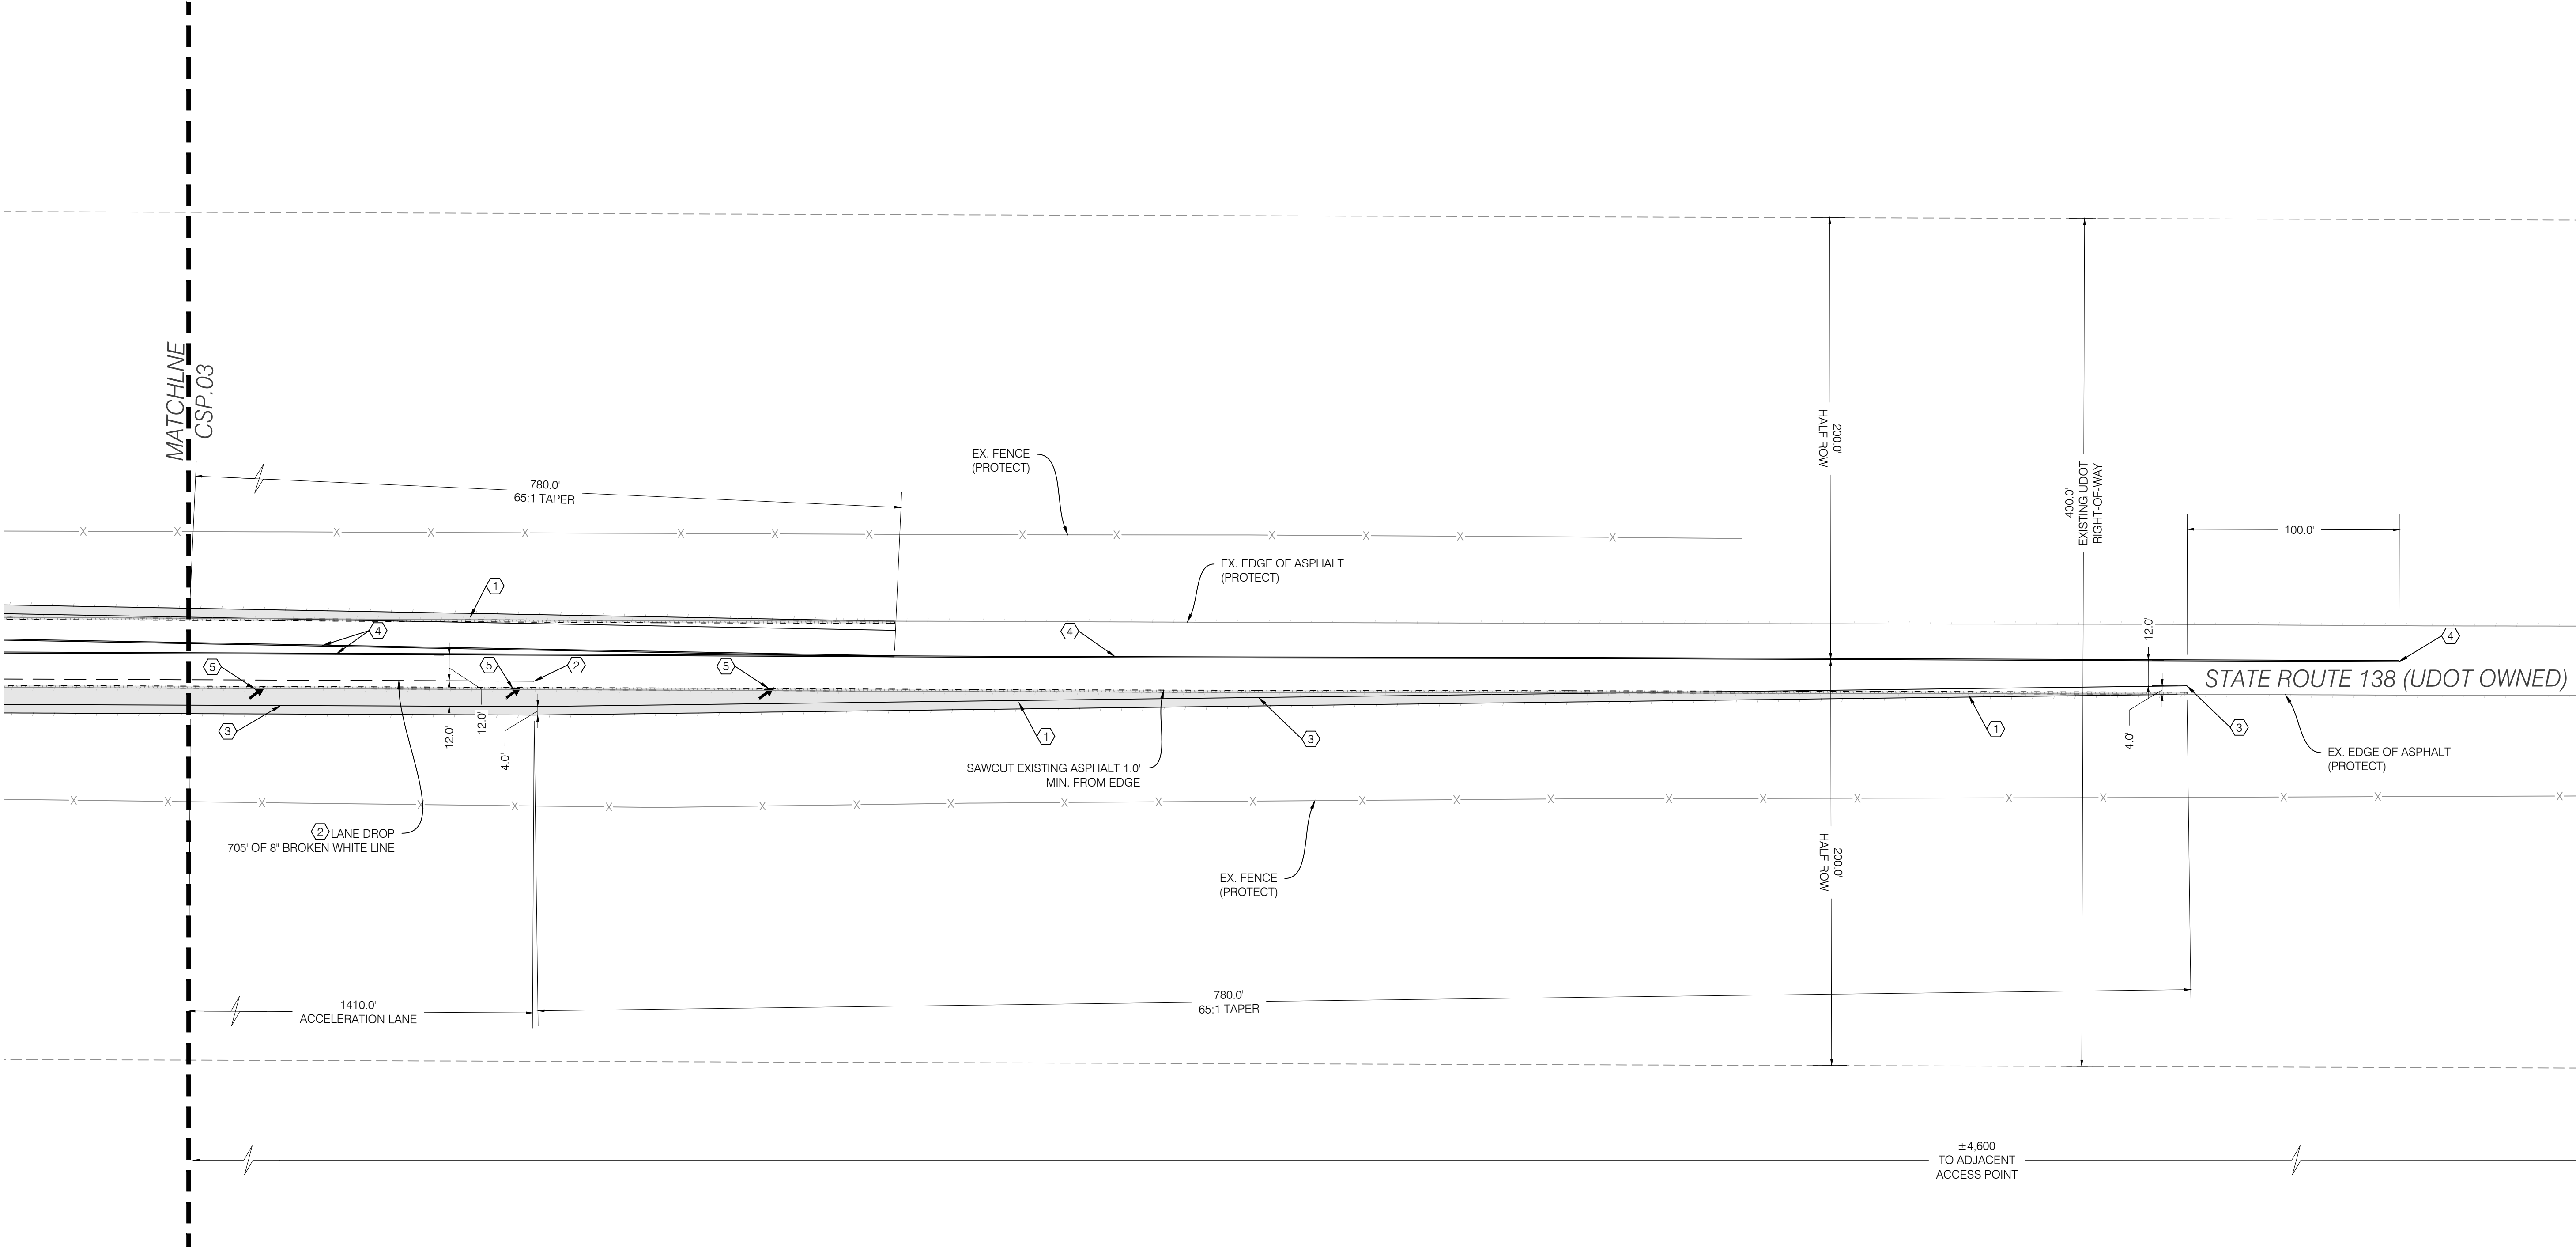 MATCHLNE
CSP.03
780.0'
65:1 TAPER
EX. FENCE
(PROTECT)
EX. EDGE OF ASPHALT
(PROTECT)
200.0'
HALF ROW
400.0'
EXISTING UDOT
RIGHT-OF-WAY
100.0'
1
4
4
12.0'
4
5
5
2
5
STATE ROUTE 138 (UDOT OWNED)
3
12.0'
12.0'
4.0'
1
3
1
4.0'
3
EX. EDGE OF ASPHALT
(PROTECT)
SAWCUT EXISTING ASPHALT 1.0'
MIN. FROM EDGE
2 LANE DROP
705' OF 8" BROKEN WHITE LINE
EX. FENCE
(PROTECT)
200.0'
HALF ROW
1410.0'
ACCELERATION LANE
780.0'
65:1 TAPER
±4,600
TO ADJACENT
ACCESS POINT